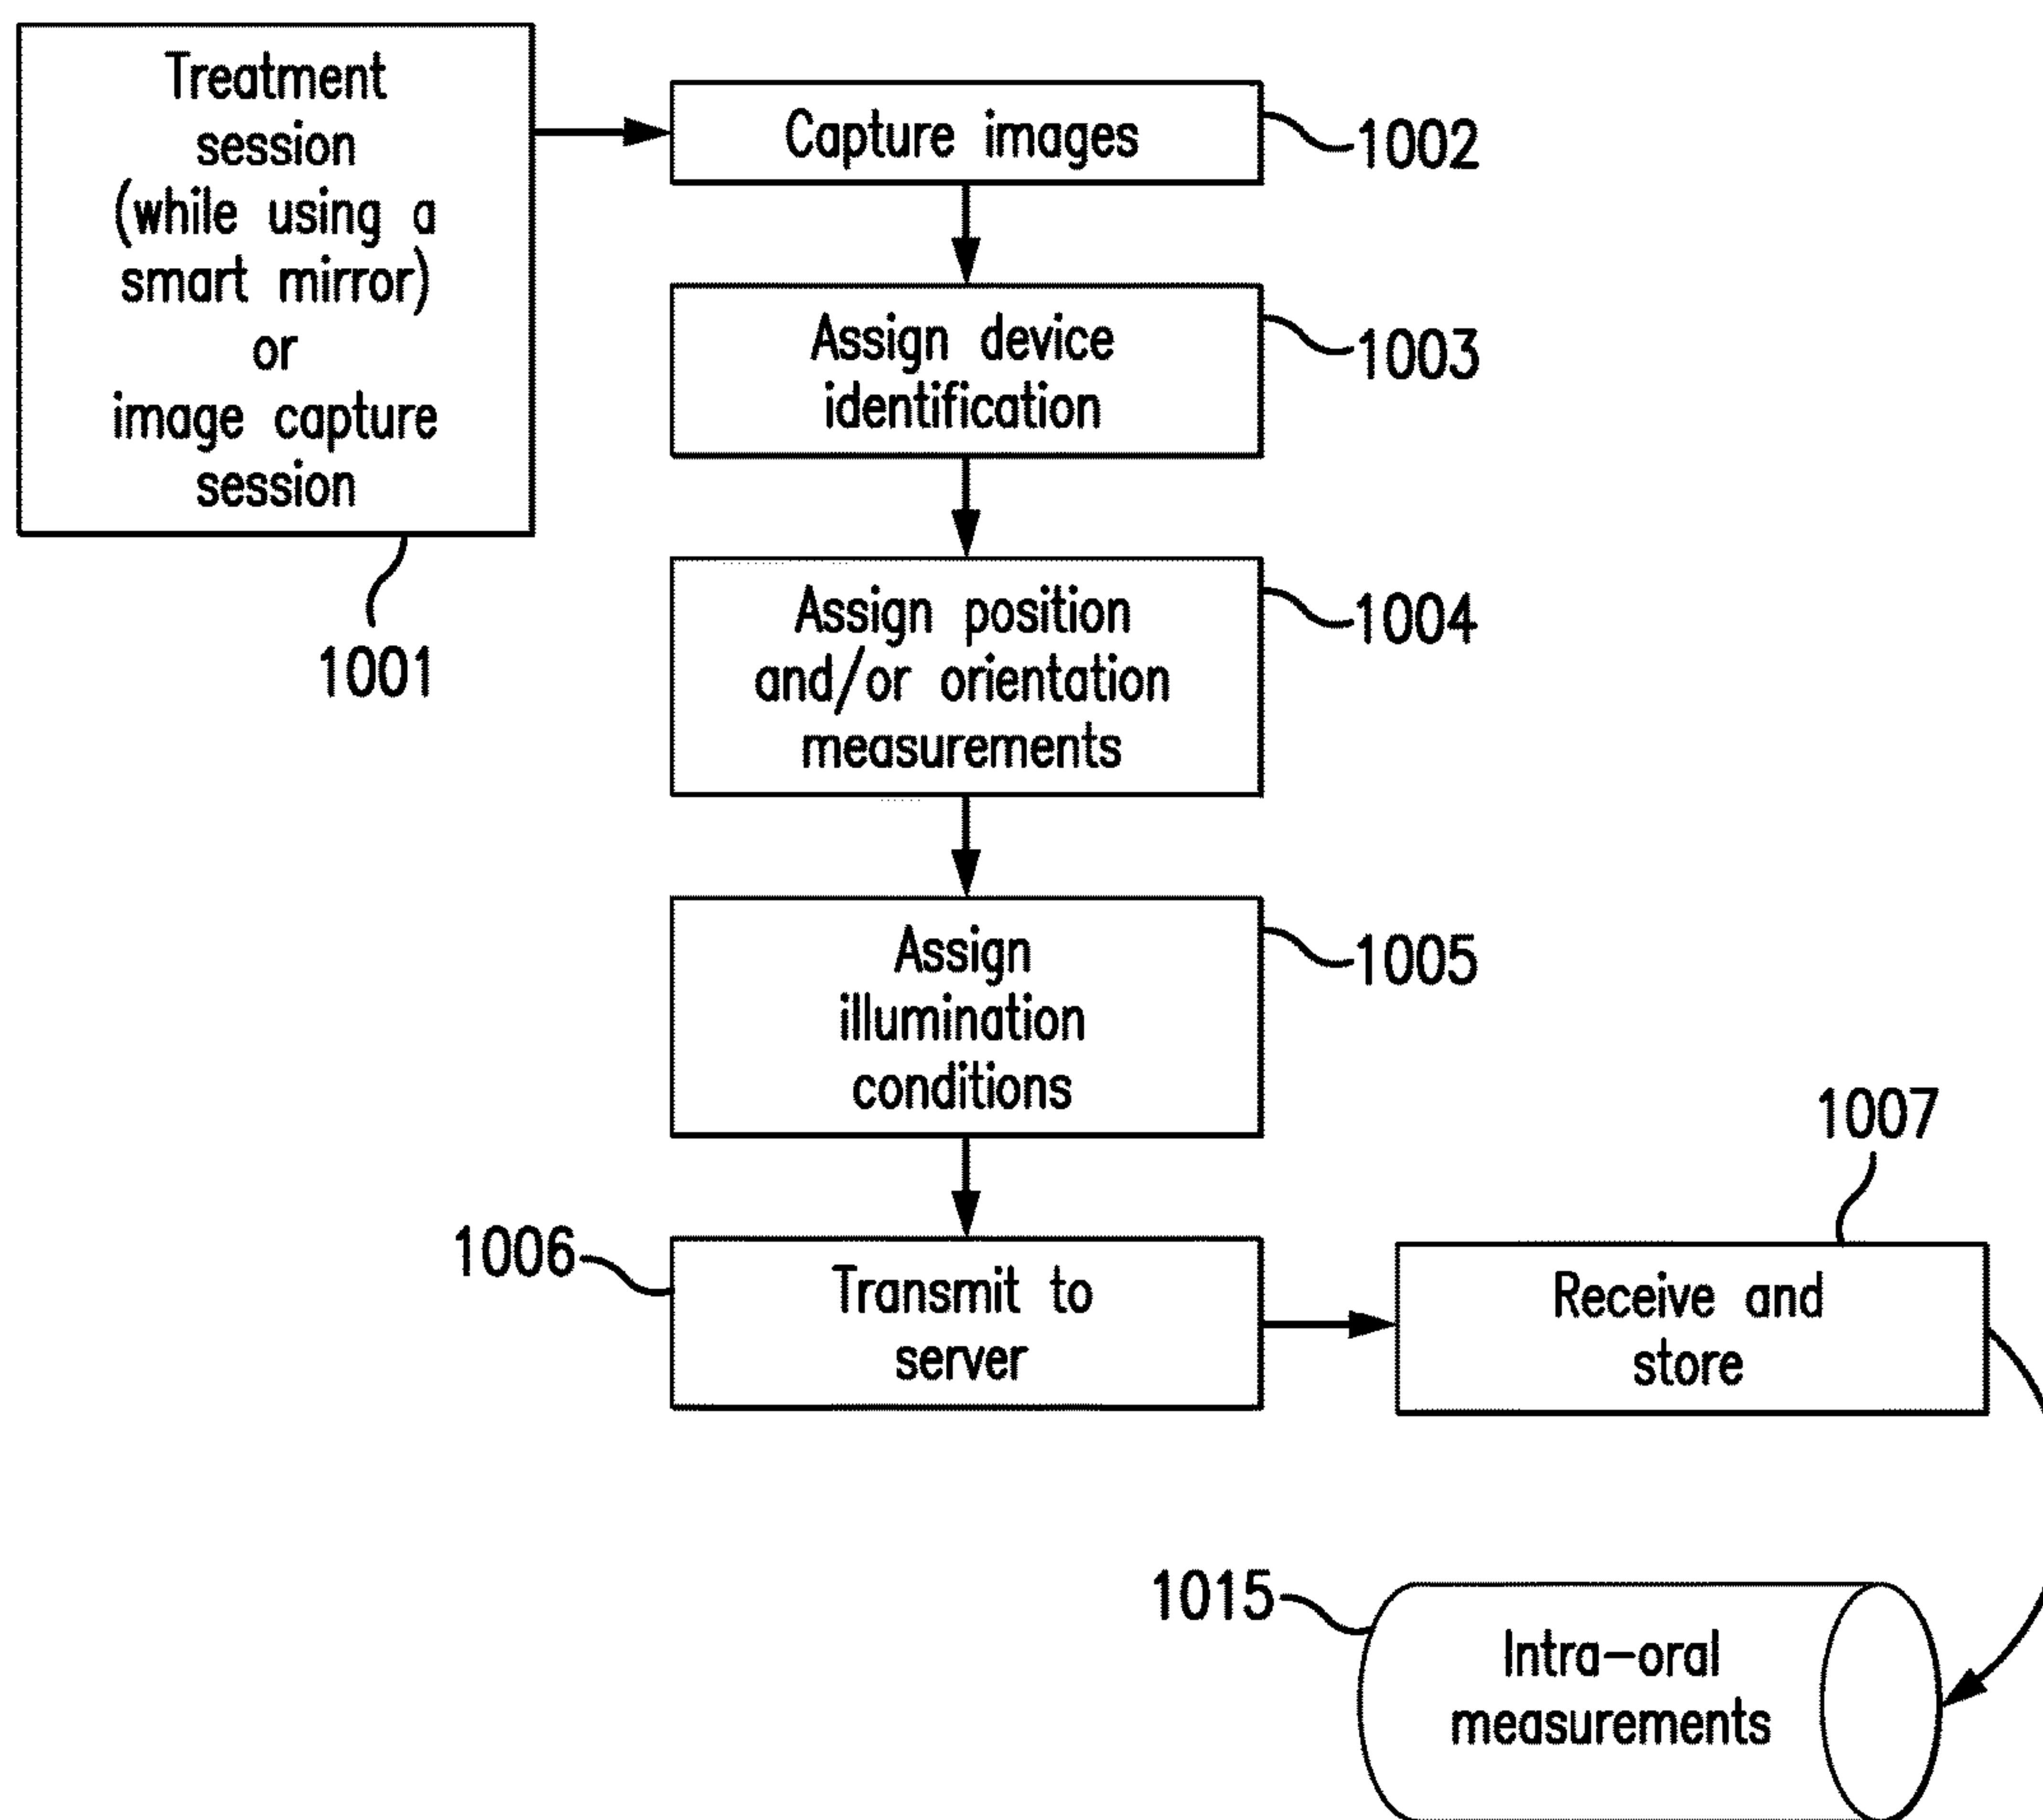 Treatment
session
(while using a
smart mirror)
or
image capture
session
1001
Capture images
1002
Assign device
identification
1003
Assign position
and/or orientation
measurements
1004
Assign
illumination
conditions
1005
1006
Transmit to
server
1007
Receive and
store
1015
Intra-oral
measurements